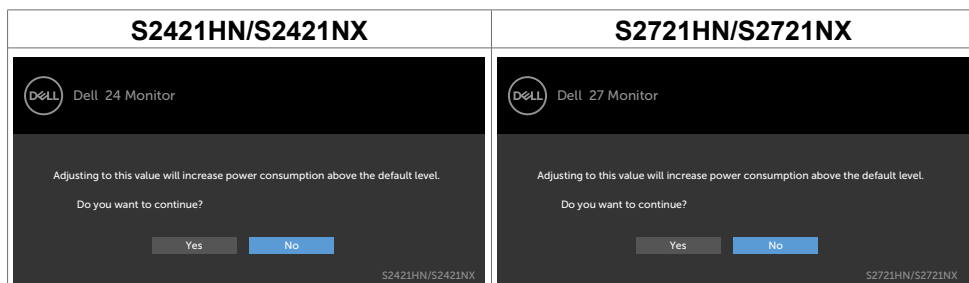 S2421HN/S2421NX
S2721HN/S2721NX
DELL Dell 24 Monitor
Adjusting to this value will increase power consumption above the default level.
Do you want to continue?
Yes No
S2421HN/S2421NX
DELL Dell 27 Monitor
Adjusting to this value will increase power consumption above the default level.
Do you want to continue?
Yes No
S2721HN/S2721NX